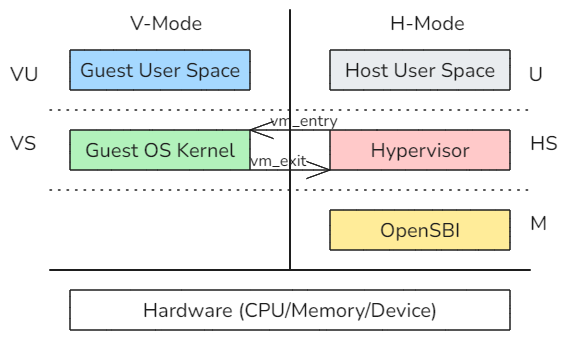 V-Mode
H-Mode
VU
Guest User Space
Host User Space
U
vm_entry
VS
Guest OS Kernel
Hypervisor
HS
vm_exit
OpenSBI
M
Hardware (CPU/Memory/Device)